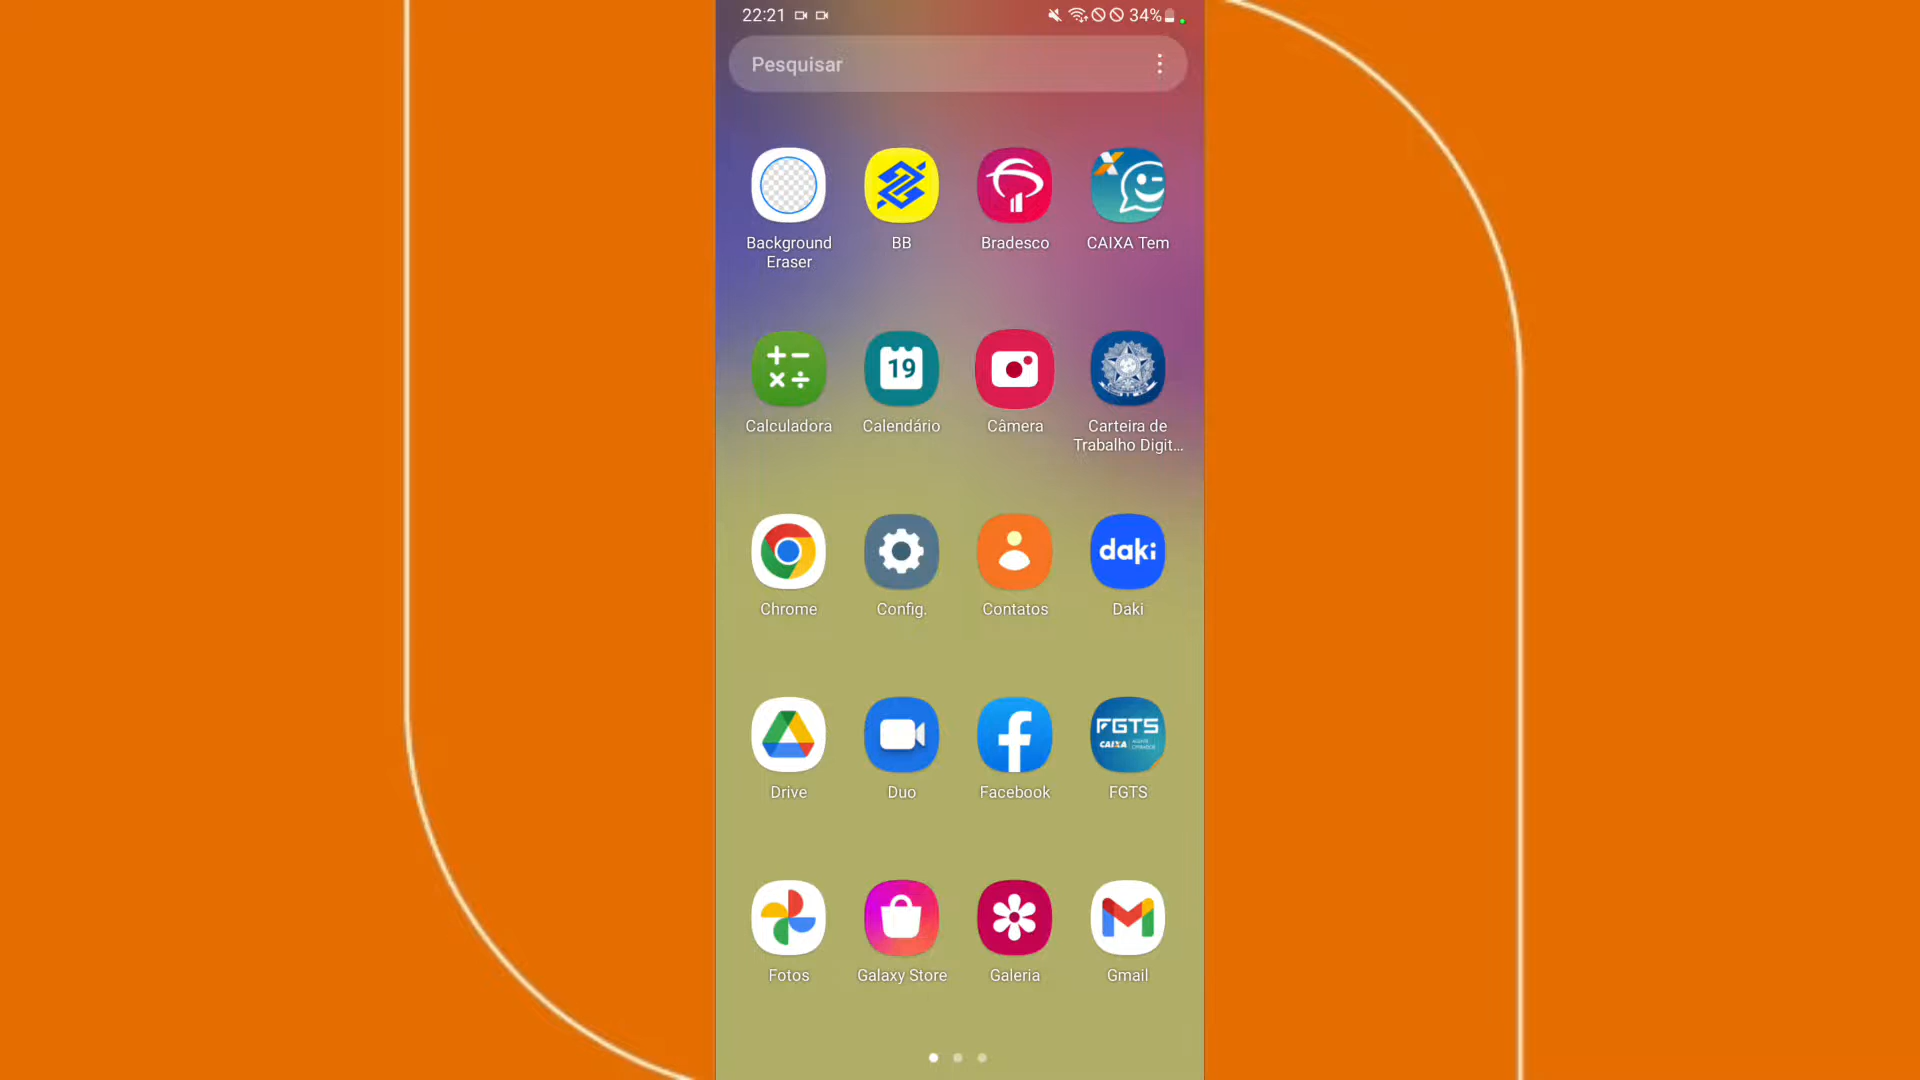 22:21
34%
Pesquisar
Background
Eraser
BB
Bradesco
CAIXA Tem
19
Calculadora
Calendário
Câmera
Carteira de
Trabalho Digit...
daki
Chrome
Config.
Contatos
Daki
FGTS
CAIXA
Drive
Duo
Facebook
FGTS
Fotos
Galaxy Store
Galeria
Gmail